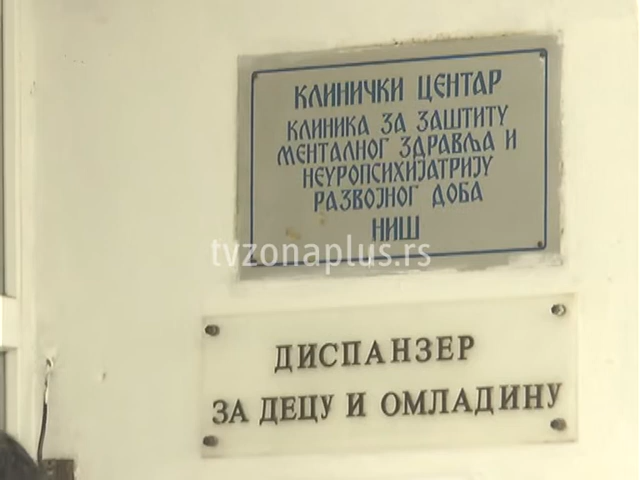 КЛИНИЧКИ ЦЕНТАР
КЛИНИКА ЗА ЗАШТИТУ
МЕНТАЛНОГ ЗДРАВЉА И
НЕУРОПСИХИЈАТРИЈУ
РАЗВОЈНОГ ДОБА
НИШ
tvzonaplus.rs
ДИСПАНЗЕР
ЗА ДЕЦУ И ОМЛАДИНУ